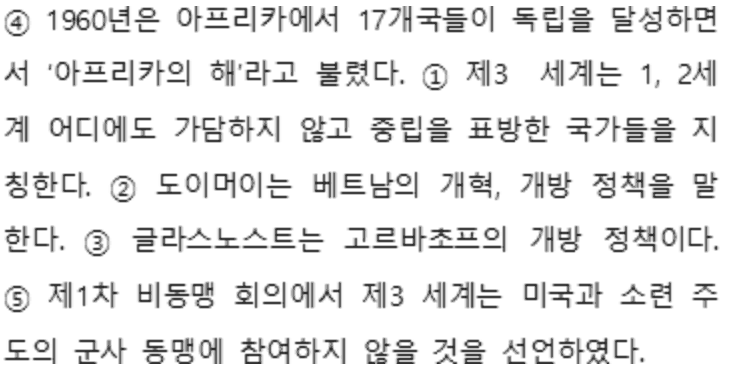 ④ 1960년은 아프리카에서 17개국들이 독립을 달성하면
서 ‘아프리카의 해’라고 불렸다. ① 제3 세계는 1, 2세
계 어디에도 가담하지 않고 중립을 표방한 국가들을 지
칭한다. ② 도이머이는 베트남의 개혁, 개방 정책을 말
한다. ③ 글라스노스트는 고르바초프의 개방 정책이다.
⑤ 제1차 비동맹 회의에서 제3 세계는 미국과 소련 주
도의 군사 동맹에 참여하지 않을 것을 선언하였다.